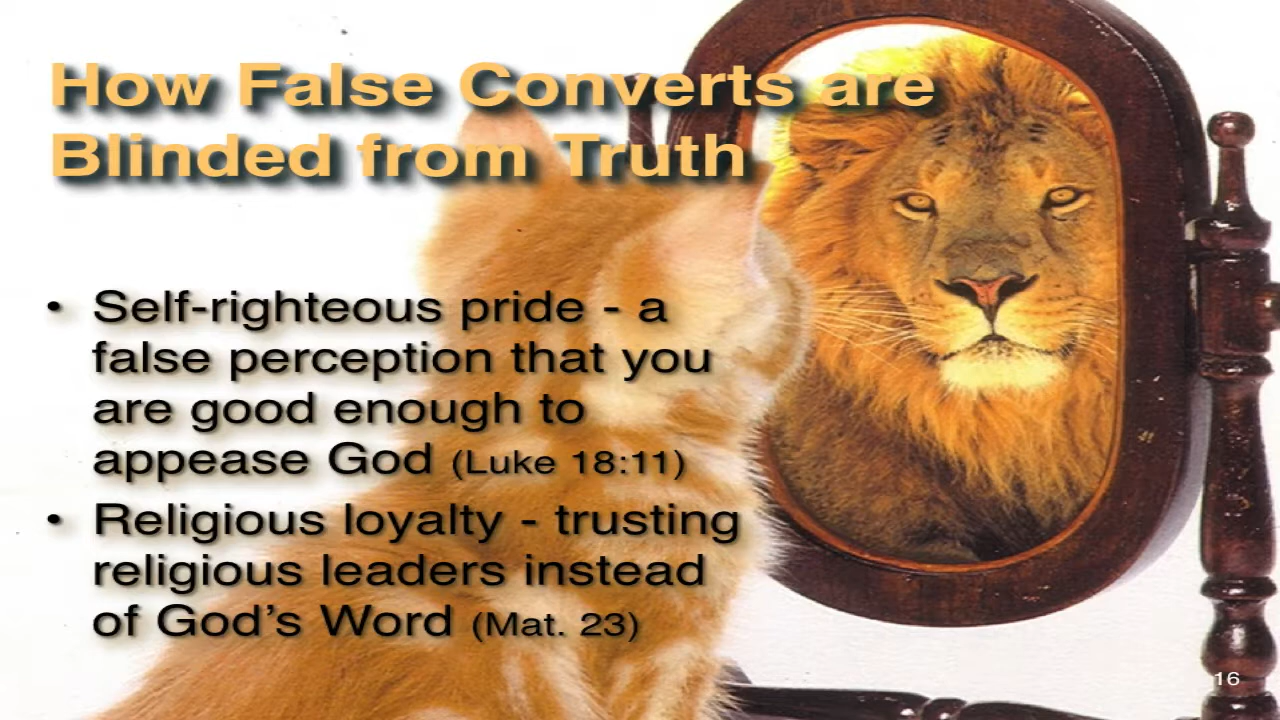 How False Converts are
Blinded from Truth
• Self-righteous pride - a
false perception that you
are good enough to
appease God (Luke 18:11)
• Religious loyalty - trusting
religious leaders instead
of God's Word (Mat. 23)
16